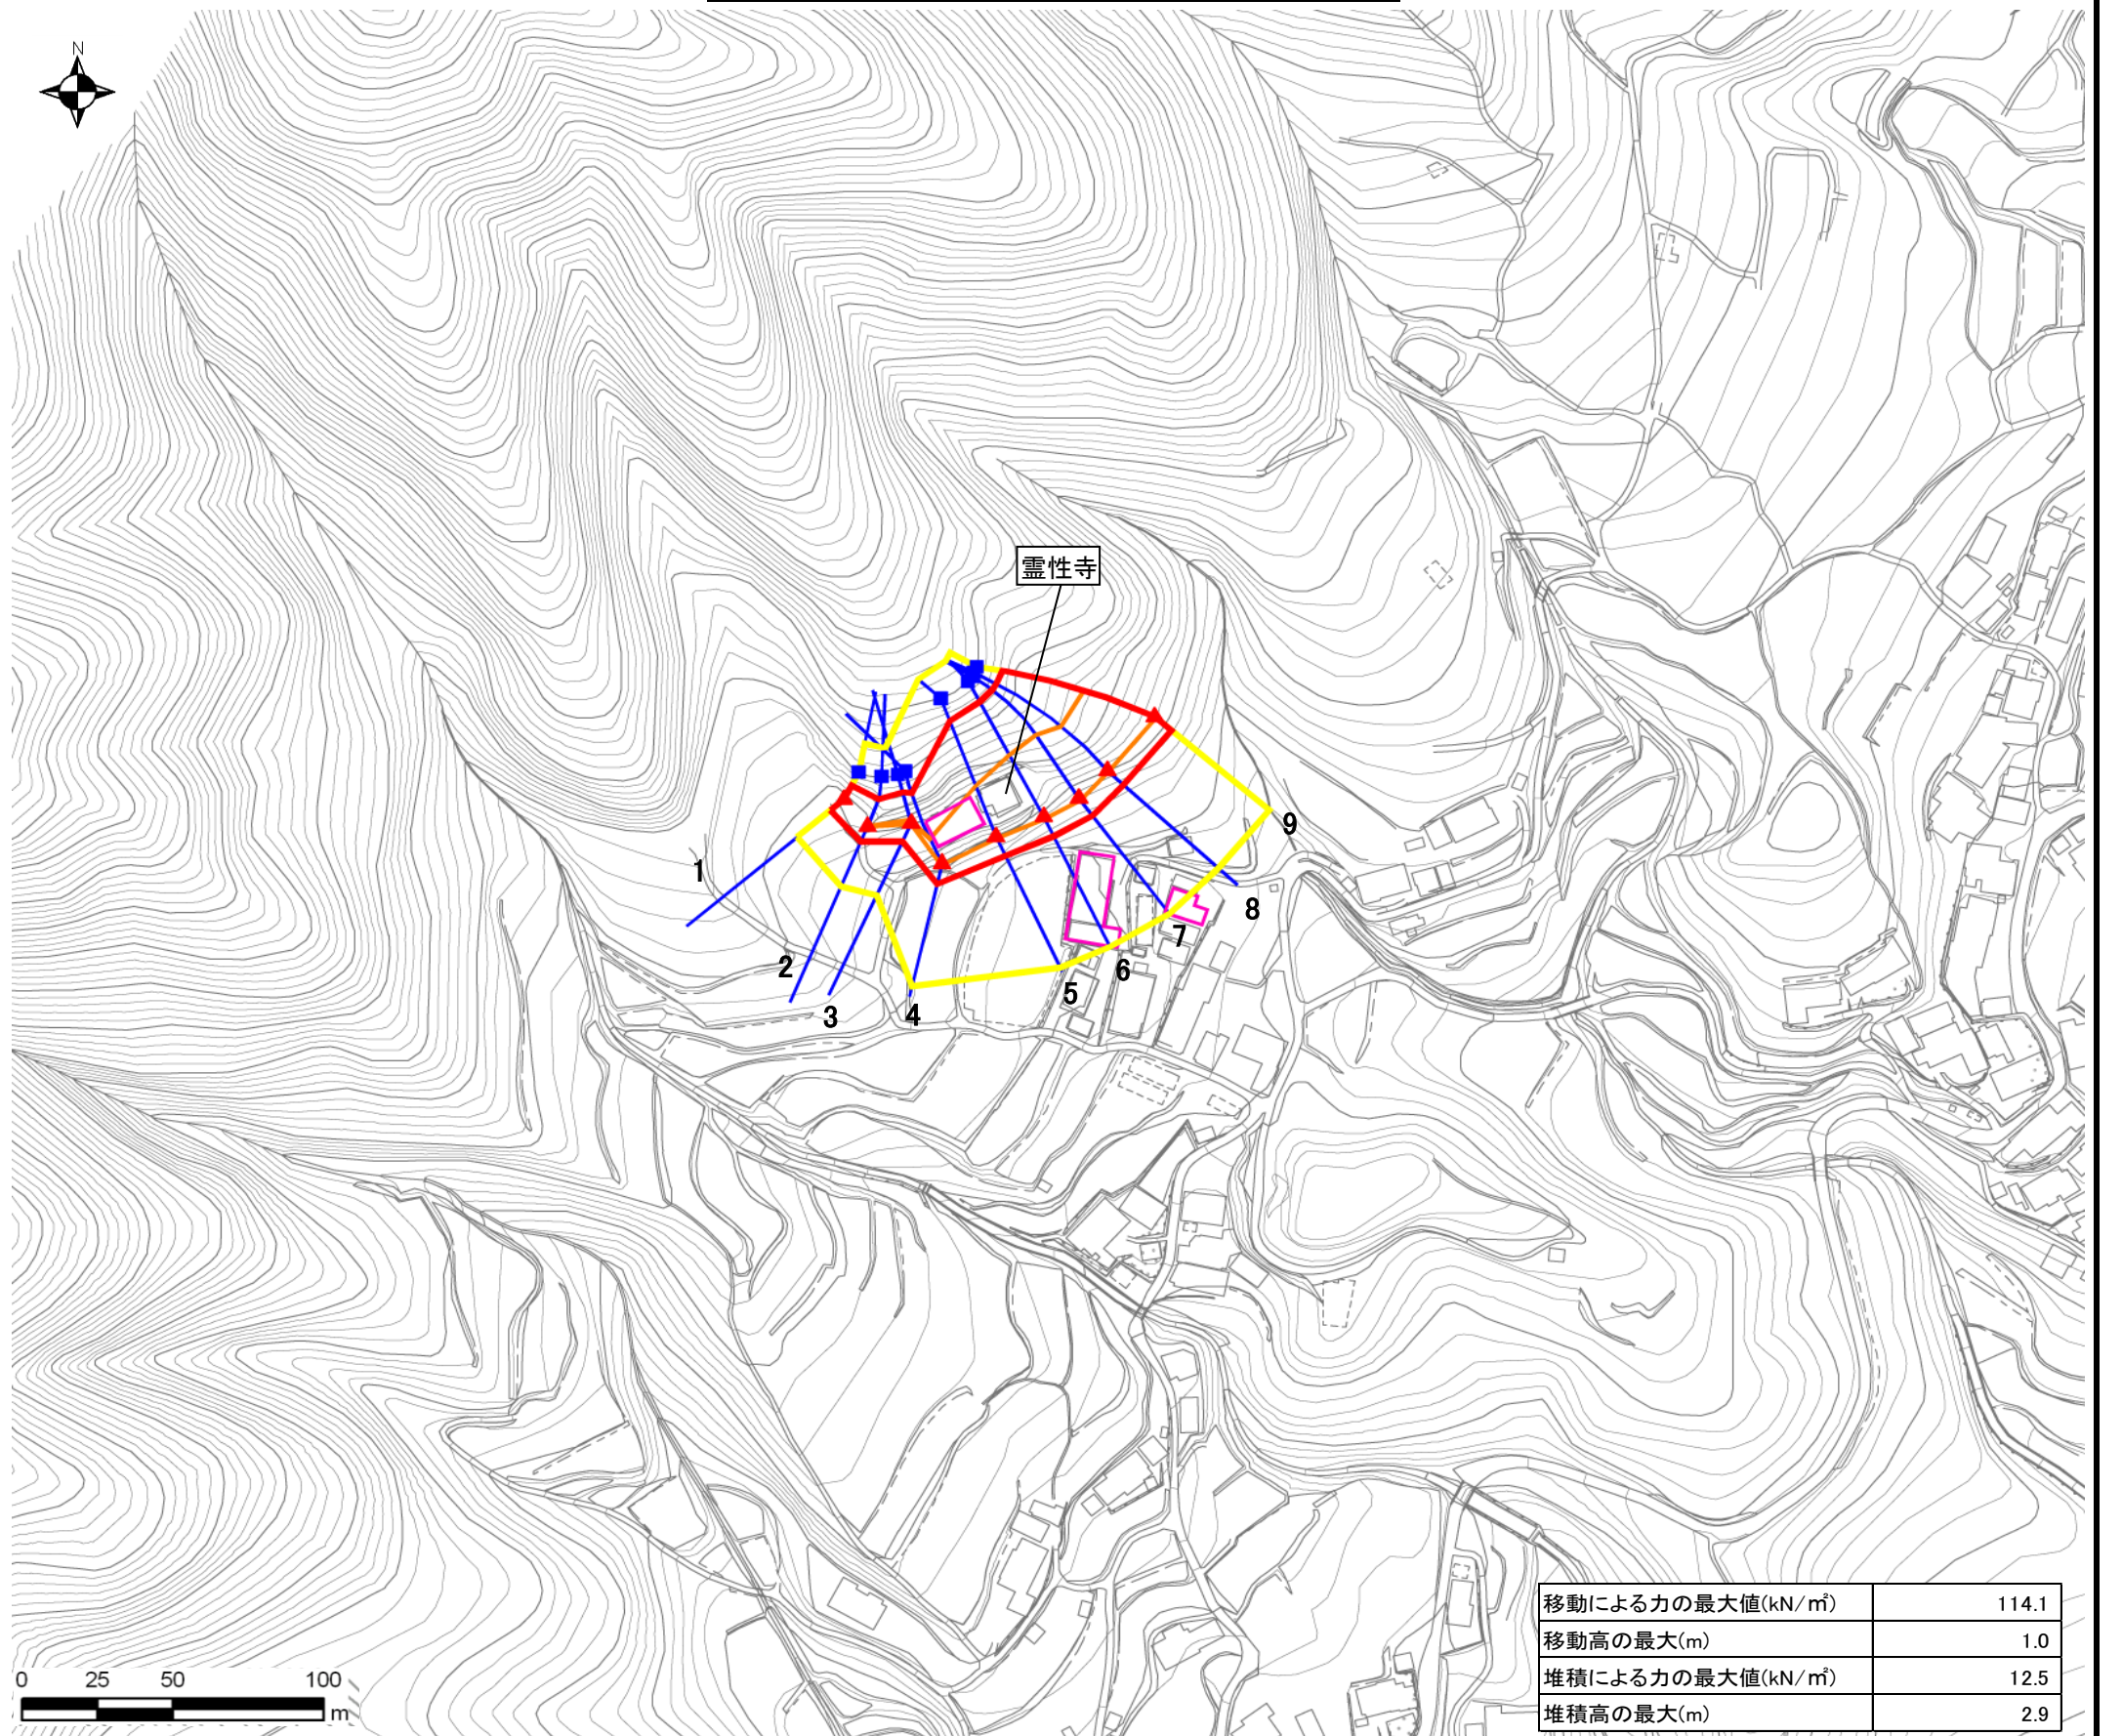 N
霊性寺
1
2
3
4
5
6
7
8
9
移動による力の最大値(kN/㎡) 114.1
移動高の最大(m) 1.0
堆積による力の最大値(kN/㎡) 12.5
堆積高の最大(m) 2.9
0 25 50 100
m